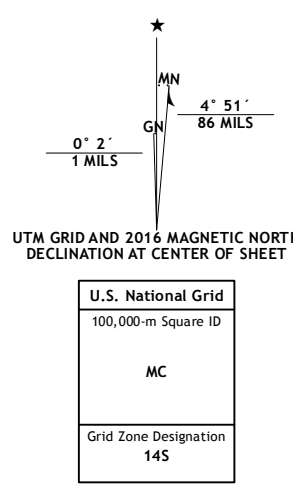 MN
4° 51´
86 MILS
GN
0° 2´
1 MILS
UTM GRID AND 2016 MAGNETIC NORT
DECLINATION AT CENTER OF SHEET
U.S. National Grid
100,000-m Square ID
MC
Grid Zone Designation
14S